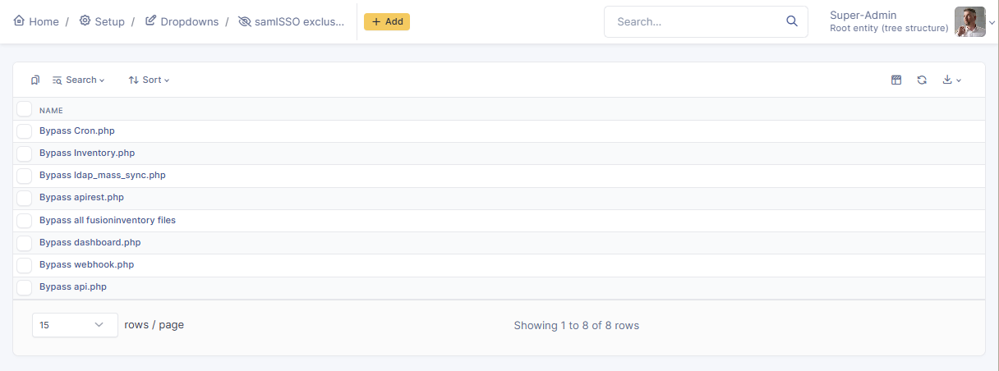 Home / Setup / Dropdowns / samISSO exclus... Add Search... Super-Admin
Root entity (tree structure)
Search Sort
NAME
Bypass Cron.php
Bypass Inventory.php
Bypass ldap_mass_sync.php
Bypass apirest.php
Bypass all fusioninventory files
Bypass dashboard.php
Bypass webhook.php
Bypass api.php
15 rows / page Showing 1 to 8 of 8 rows